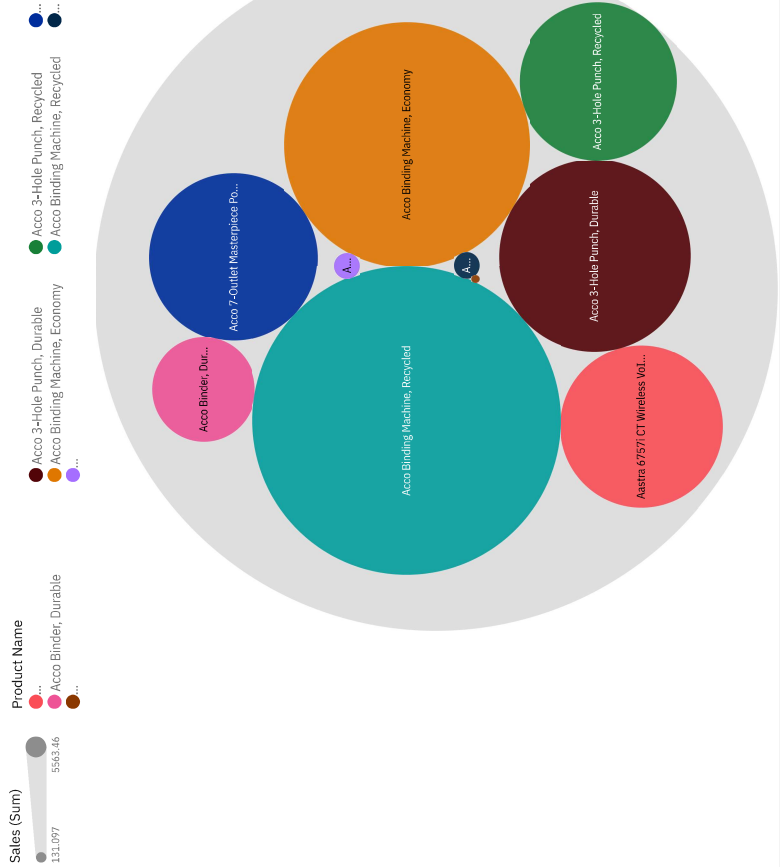 Sales (Sum)
131.097
5563.46
Product Name
...
Acco 3-Hole Punch, Durable
Acco 3-Hole Punch, Recycled
...
Acco Binder, Durable
Acco Binding Machine, Economy
Acco Binding Machine, Recycled
...
...
...
Acco Binder, Dur...
Acco 7-Outlet Masterpiece Po...
A...
Acco Binding Machine, Recycled
Acco Binding Machine, Economy
A...
Aastra 6757i CT Wireless VoI...
Acco 3-Hole Punch, Durable
Acco 3-Hole Punch, Recycled